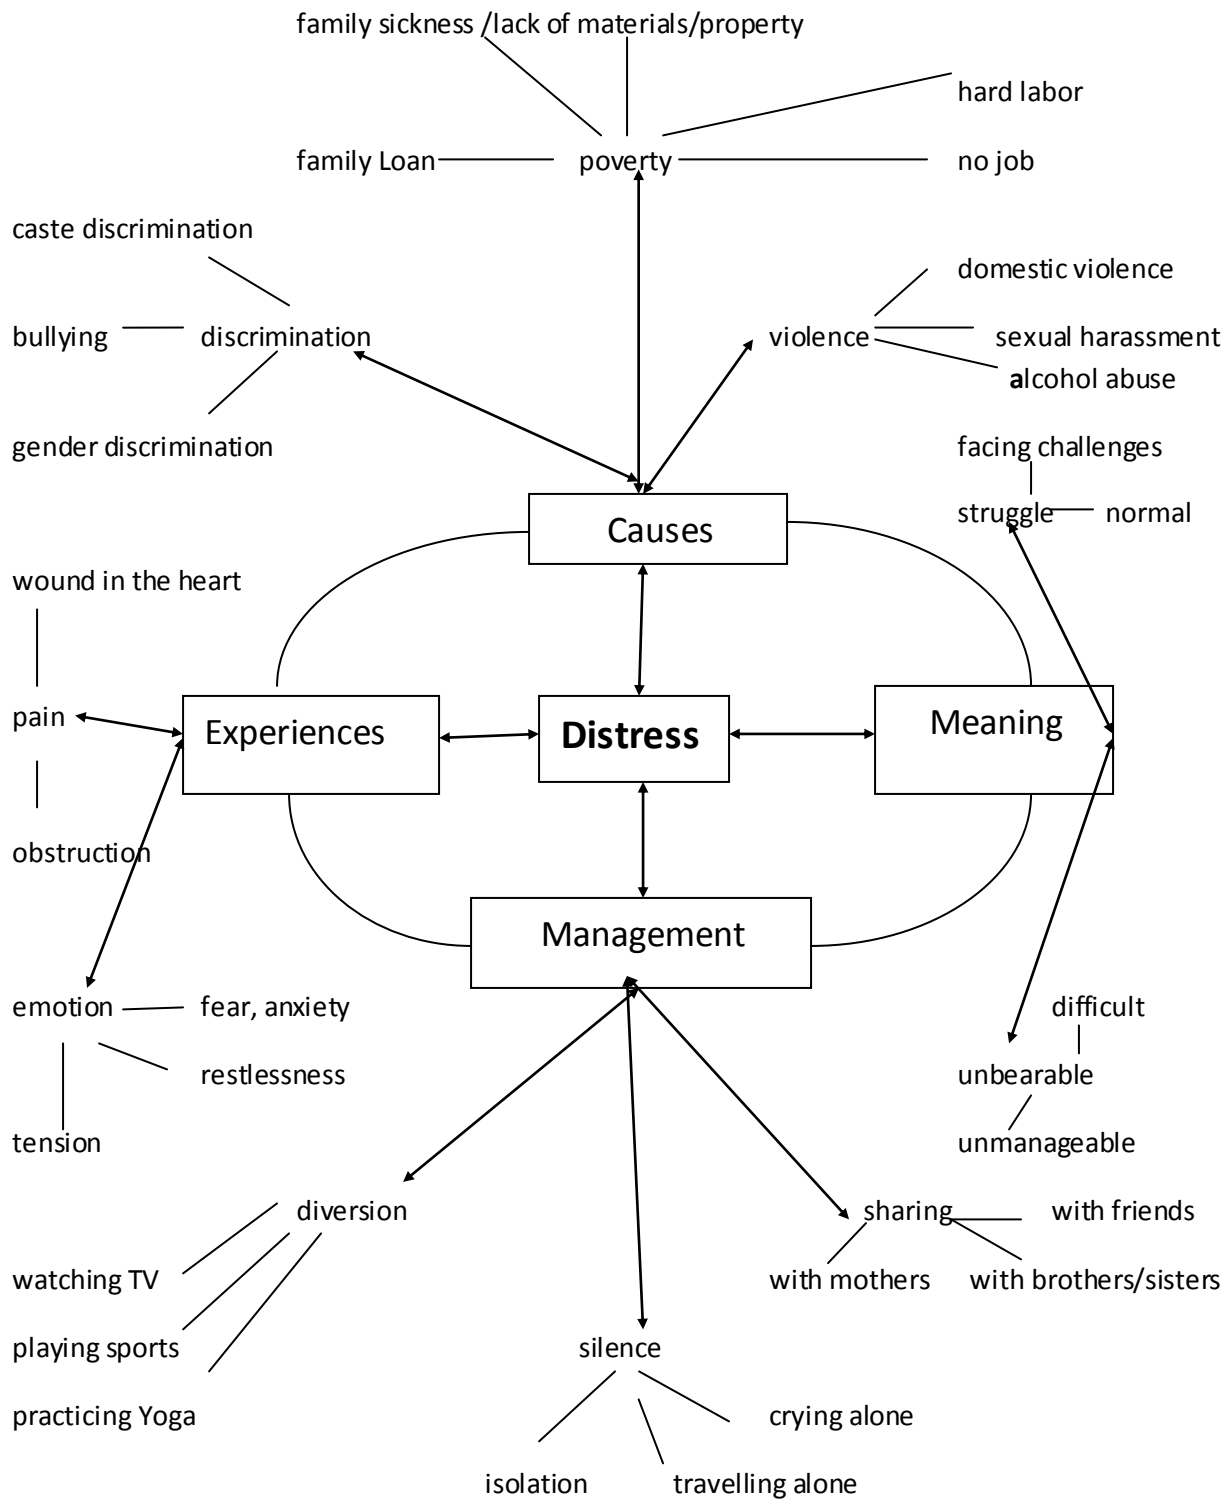 family sickness /lack of materials/property
hard labor
family Loan
poverty
no job
caste discrimination
domestic violence
bullying
discrimination
violence
sexual harassment
alcohol abuse
gender discrimination
facing challenges
struggle
normal
Causes
wound in the heart
pain
Experiences
Distress
Meaning
obstruction
Management
emotion
fear, anxiety
difficult
restlessness
unbearable
tension
unmanageable
diversion
sharing
with friends
watching TV
with mothers
with brothers/sisters
playing sports
silence
practicing Yoga
crying alone
isolation
travelling alone